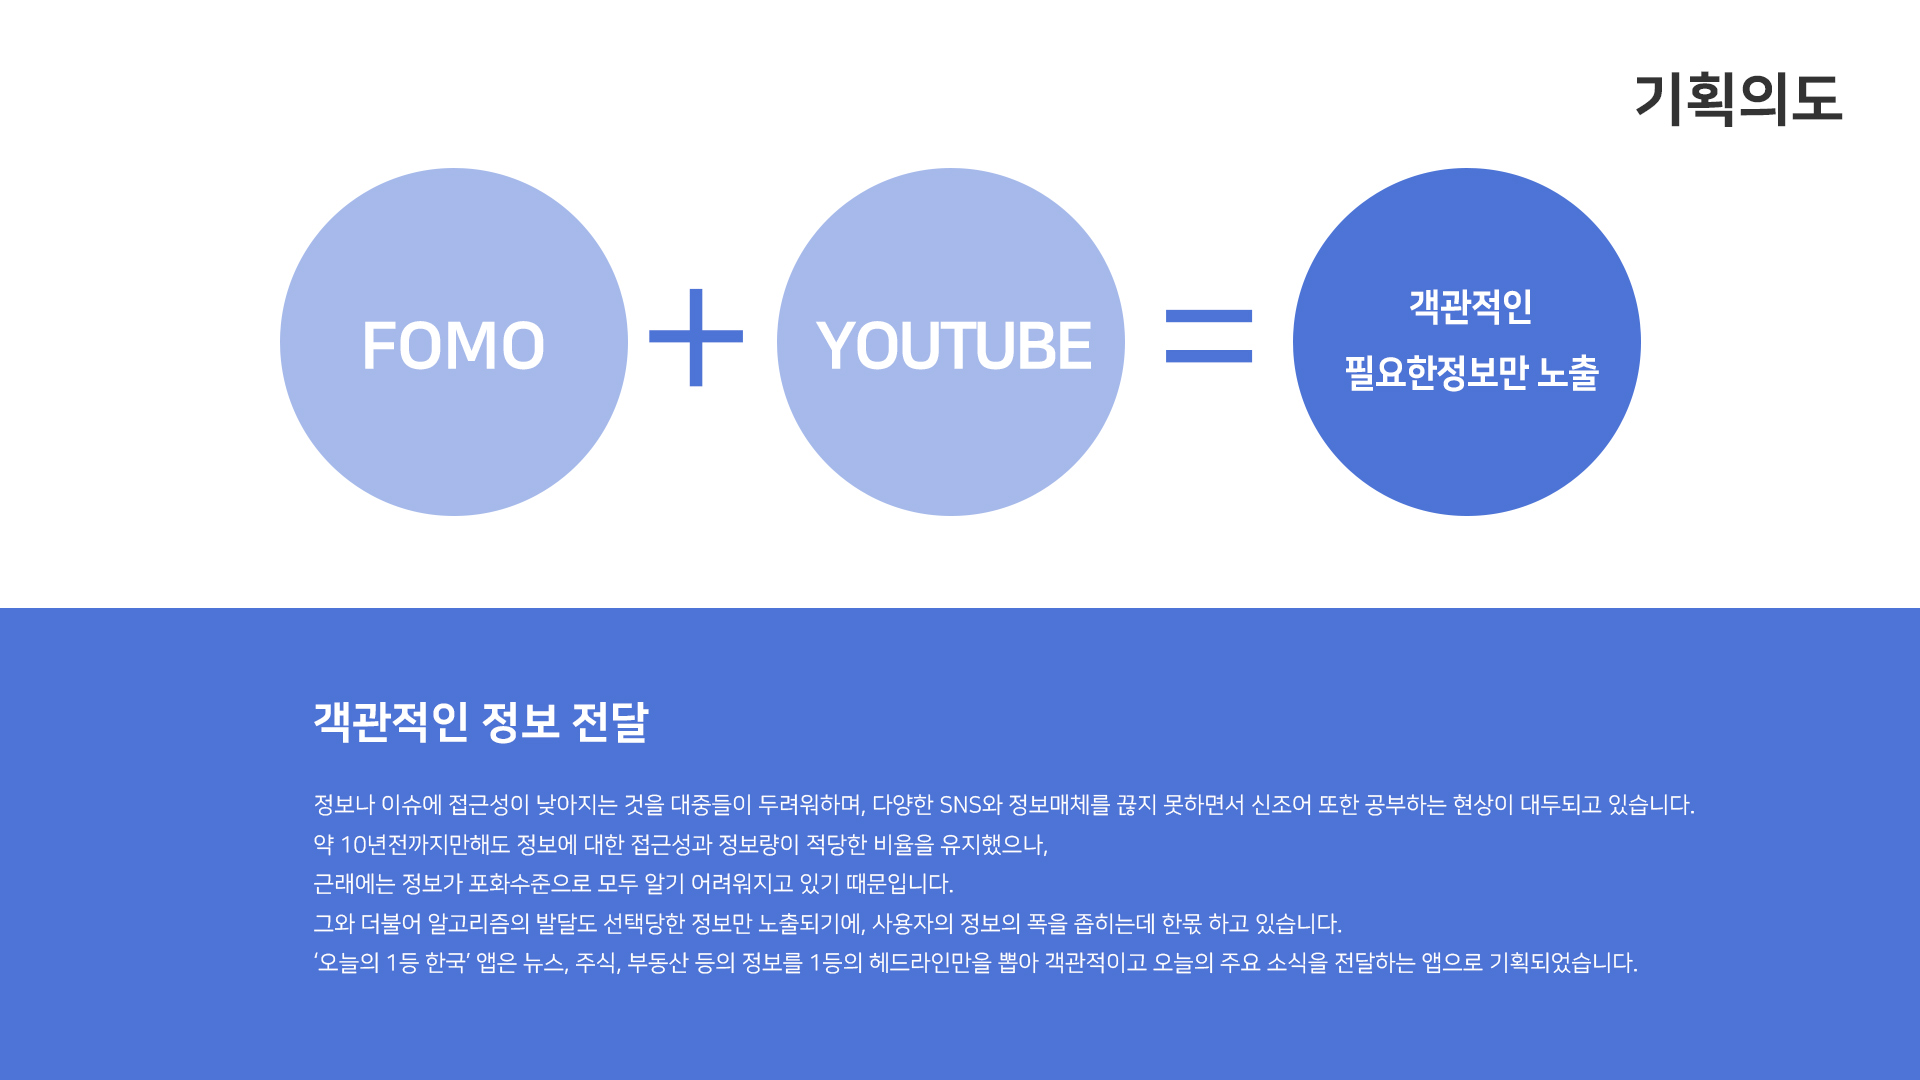 기획의도
FOMO
+
YOUTUBE
=
객관적인
필요한정보만 노출
객관적인 정보 전달
정보나 이슈에 접근성이 낮아지는 것을 대중들이 두려워하며, 다양한 SNS와 정보매체를 끊지 못하면서 신조어 또한 공부하는 현상이 대두되고 있습니다.
약 10년전까지만해도 정보에 대한 접근성과 정보량이 적당한 비율을 유지했으나,
근래에는 정보가 포화수준으로 모두 알기 어려워지고 있기 때문입니다.
그와 더불어 알고리즘의 발달도 선택당한 정보만 노출되기에, 사용자의 정보의 폭을 좁히는데 한몫 하고 있습니다.
‘오늘의 1등 한국’ 앱은 뉴스, 주식, 부동산 등의 정보를 1등의 헤드라인만을 뽑아 객관적이고 오늘의 주요 소식을 전달하는 앱으로 기획되었습니다.